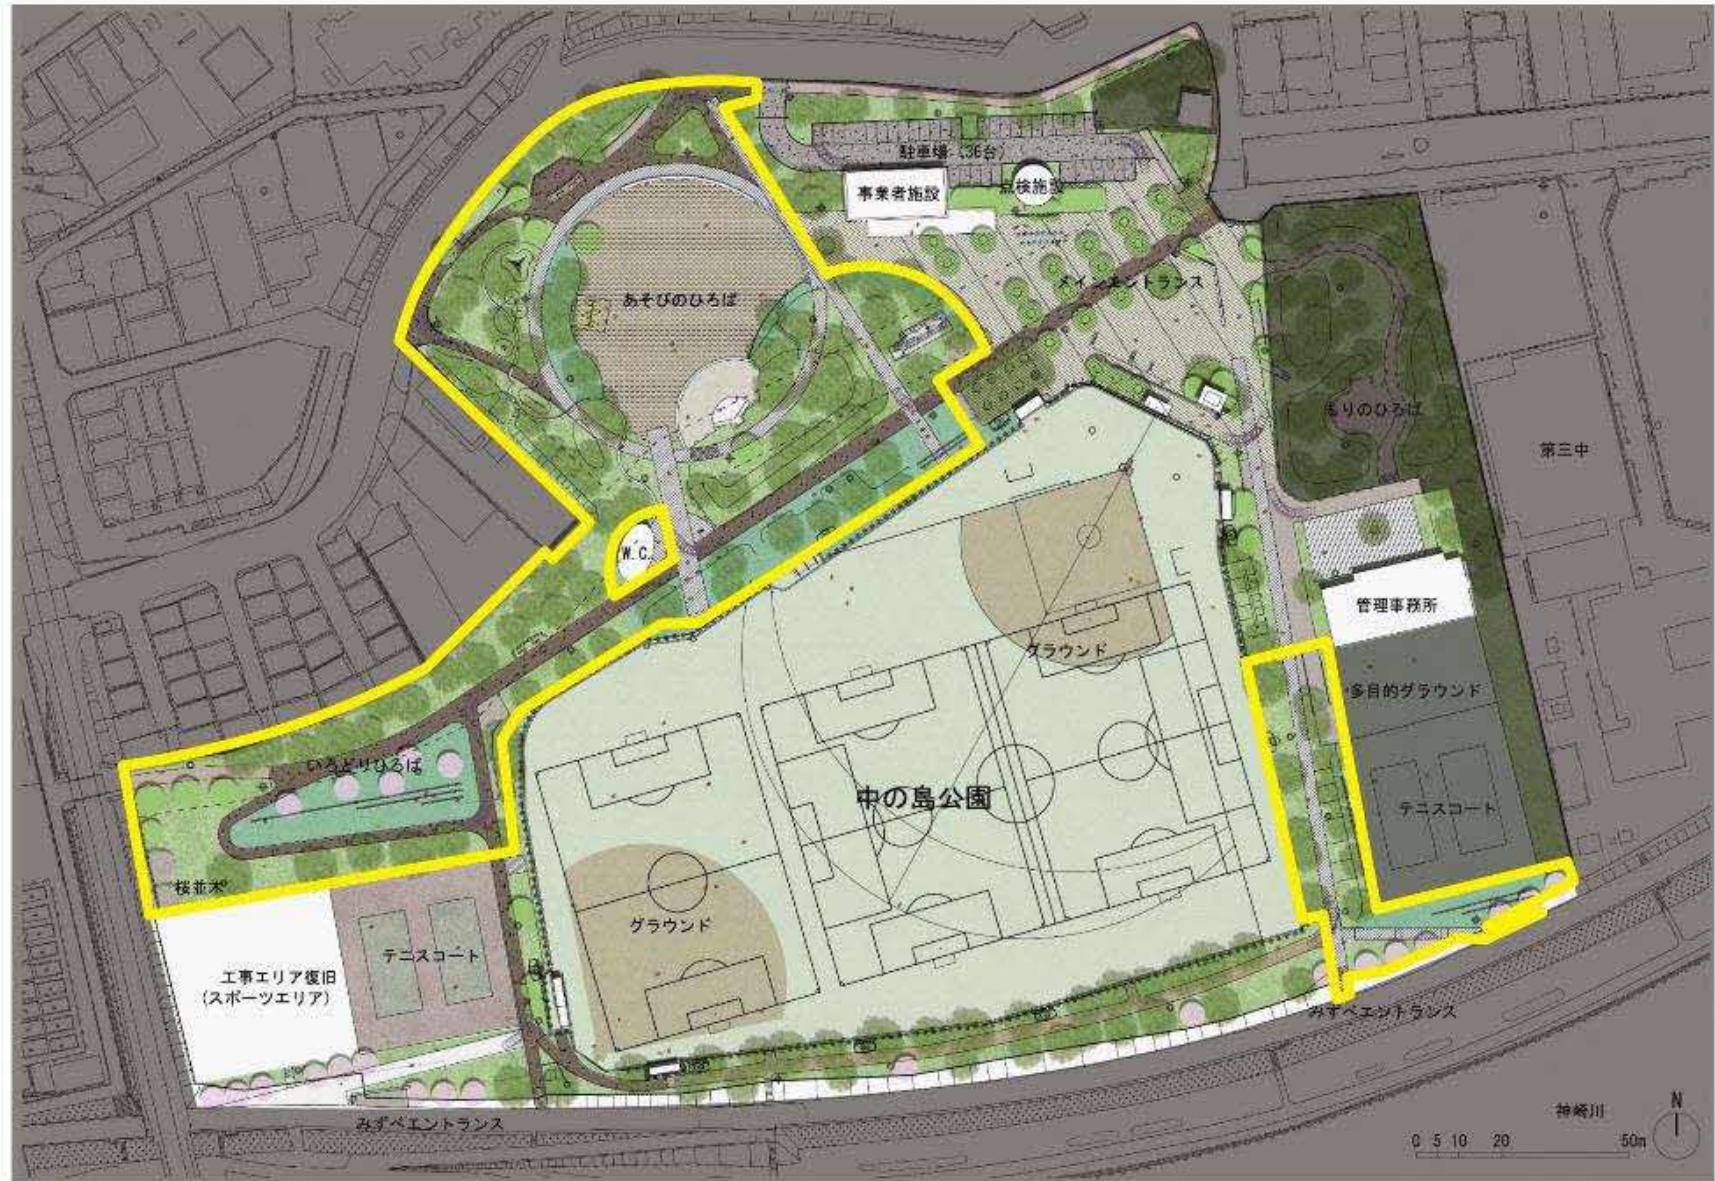 駐車場（36台）
事業者施設
点検施設
あそびのひろば
メインエントランス
もりのひろば
第三中
W.C.
管理事務所
グラウンド
多目的グラウンド
いろどりひろば
中の島公園
テニスコート
桜並木
グラウンド
テニスコート
工事エリア復旧
(スポーツエリア)
みずべエントランス
みずべエントランス
神崎川
N
0 5 10 20 50m